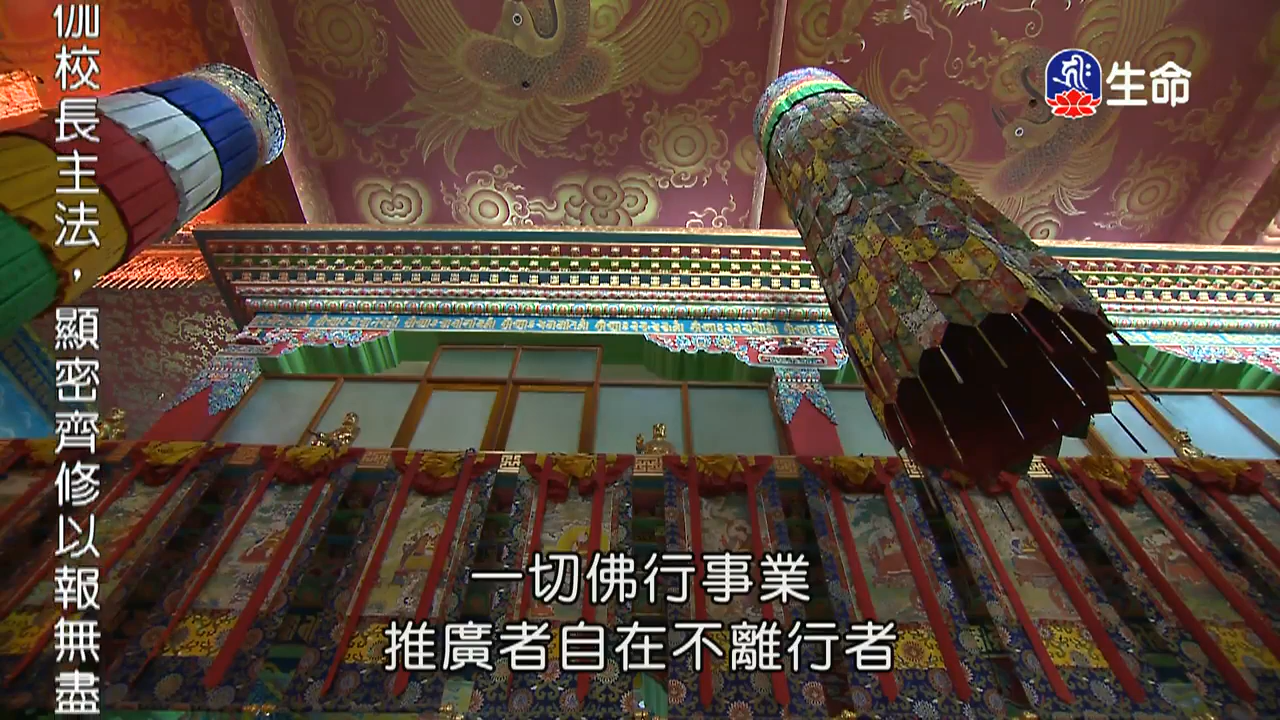 伽校長主法，顯密齊修以報無盡
生命
一切佛行事業
推廣者自在不離行者